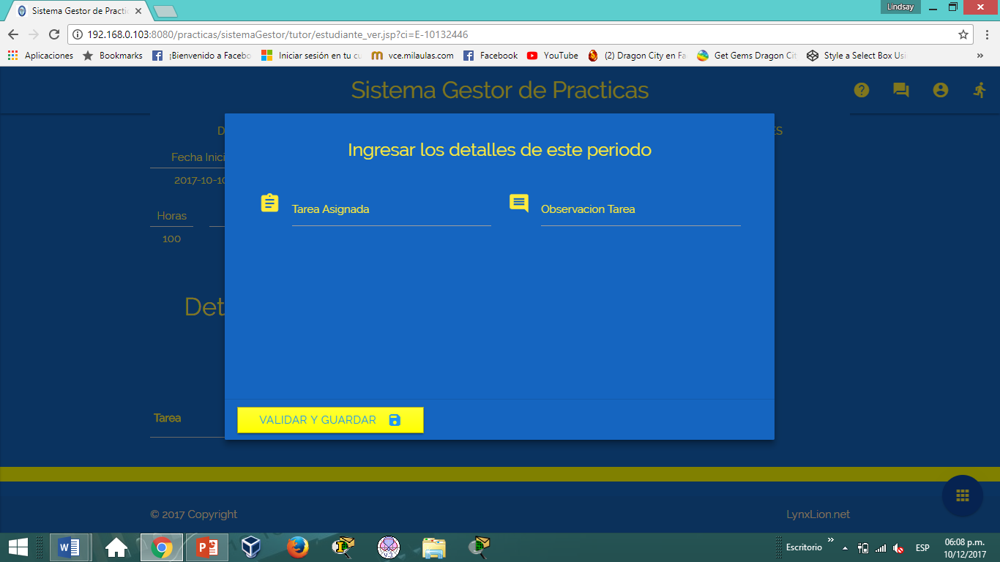 Lindsay
Sistema Gestor de Practic
192.168.0.103:8080/practicas/sistemaGestor/tutor/estudiante_ver.jsp?ci=E-10132446
Aplicaciones Bookmarks ¡Bienvenido a Facebo Iniciar sesión en tu cu vce.milaulas.com Facebook YouTube (2) Dragon City en Fa Get Gems Dragon Cit Style a Select Box Usi »
Sistema Gestor de Practicas
D ES
Fecha Inici
2017-10-10
Horas
100
Det
Ingresar los detalles de este periodo
Tarea Asignada Observacion Tarea
VALIDAR Y GUARDAR
Tarea
© 2017 Copyright LynxLion.net
Escritorio » ESP 06:08 p.m.
10/12/2017